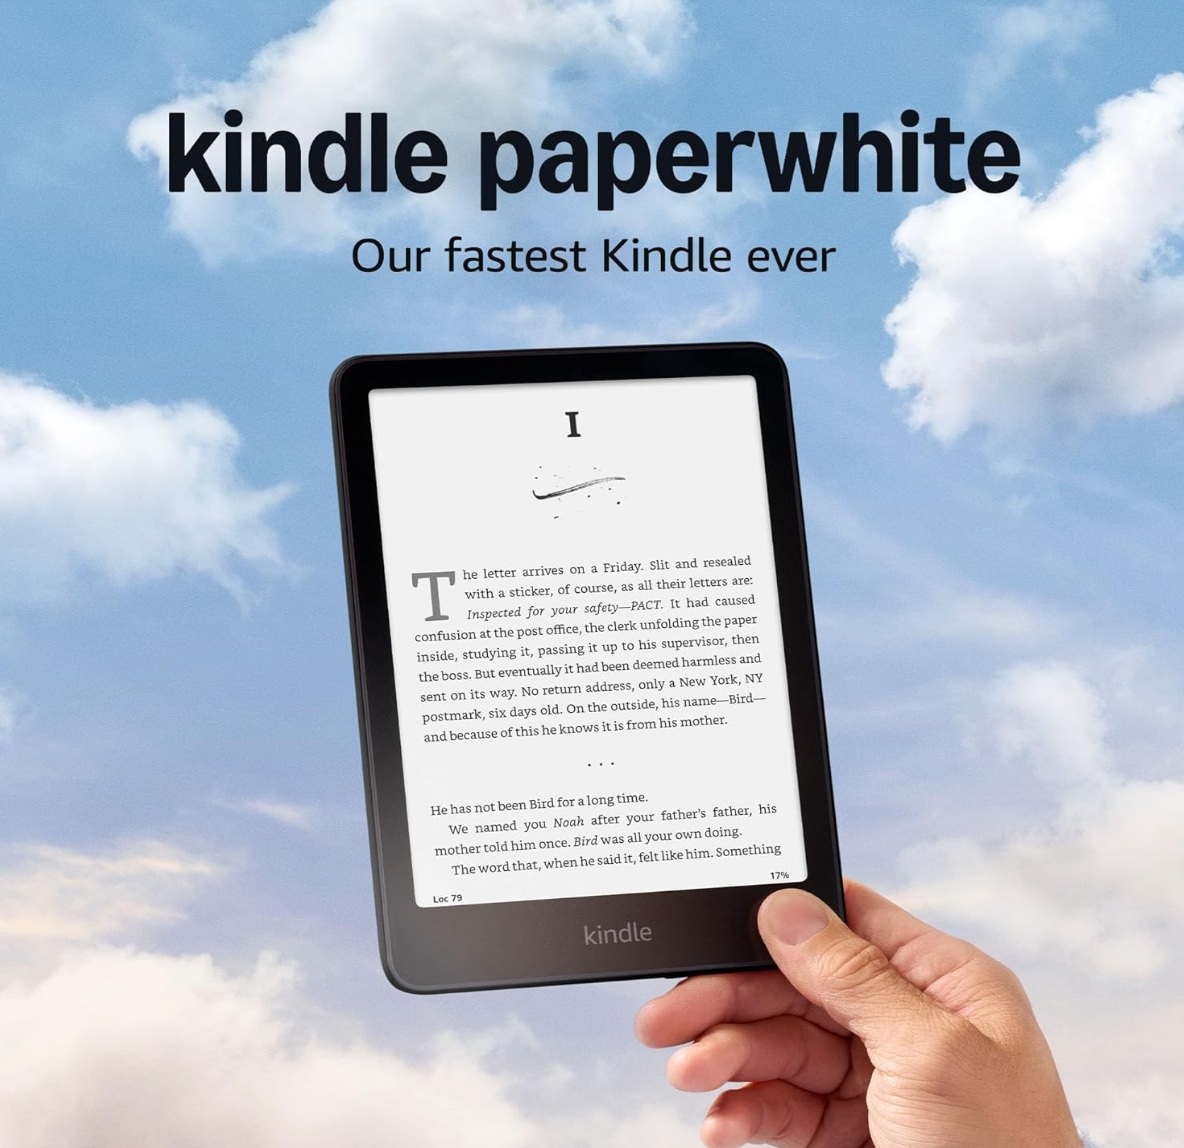 kindle paperwhite
Our fastest Kindle ever
I
The letter arrives on a Friday. Slit and resealed
with a sticker, of course, as all their letters are:
Inspected for your safety—PACT. It had caused
confusion at the post office, the clerk unfolding the paper
inside, studying it, passing it up to his supervisor, then
the boss. But eventually it had been deemed harmless and
sent on its way. No return address, only a New York, NY
postmark, six days old. On the outside, his name—Bird—
and because of this he knows it is from his mother.
. . .
He has not been Bird for a long time.
We named you Noah after your father’s father, his
mother told him once. Bird was all your own doing.
The word that, when he said it, felt like him. Something
Loc 79
17%
kindle